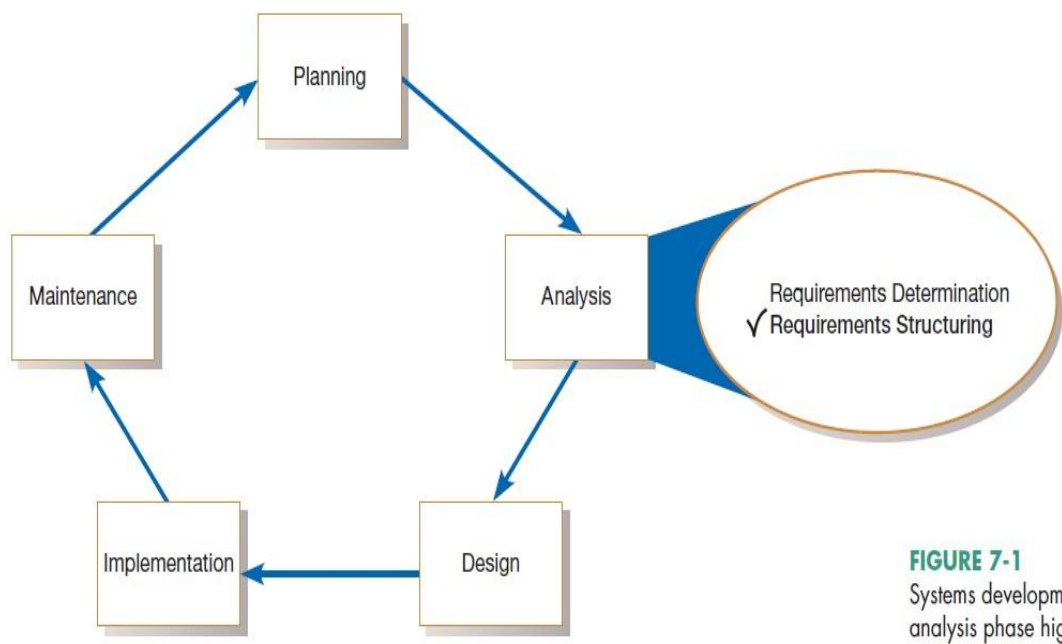 Planning
Maintenance
Analysis
Requirements Determination
✓ Requirements Structuring
Implementation
Design
FIGURE 7-1
Systems developm
analysis phase hig